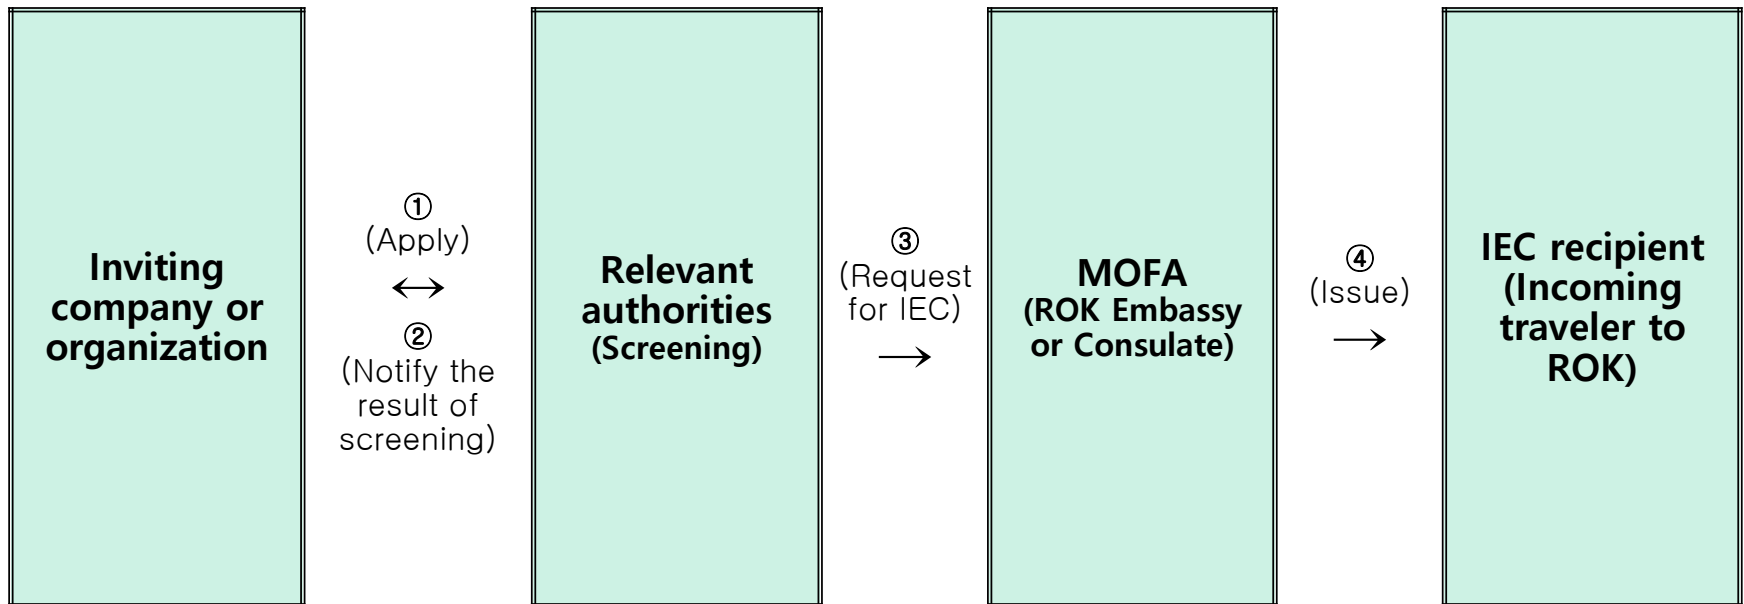 Inviting
company or
organization
①
(Apply)
↔
②
(Notify the
result of
screening)
Relevant
authorities
(Screening)
③
(Request
for IEC)
→
MOFA
(ROK Embassy
or Consulate)
④
(Issue)
→
IEC recipient
(Incoming
traveler to
ROK)